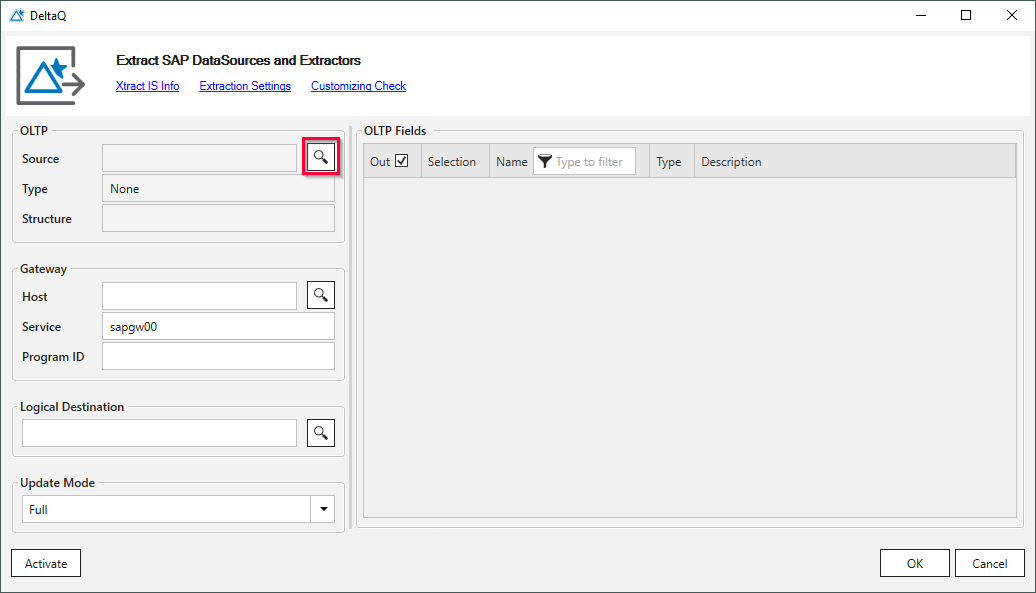 DeltaQ
Extract SAP DataSources and Extractors
Xtract IS Info Extraction Settings Customizing Check
OLTP
Source
Type None
Structure
Gateway
Host
Service sapgw00
Program ID
Logical Destination
Update Mode
Full
OLTP Fields
Out Selection Name Type to filter Type Description
Activate OK Cancel